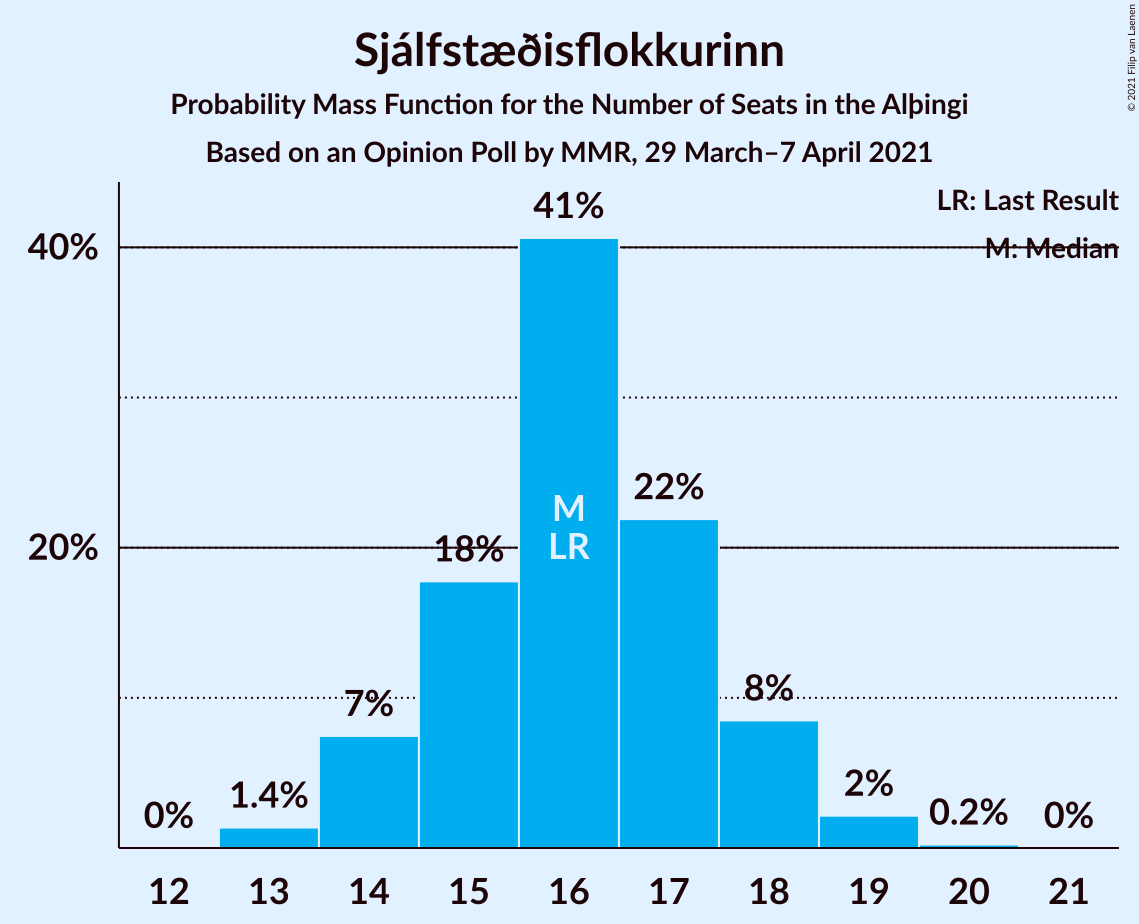 Sjálfstæðisflokkurinn
Probability Mass Function for the Number of Seats in the Alþingi
Based on an Opinion Poll by MMR, 29 March–7 April 2021
© 2021 Filip van Laenen
LR: Last Result
M: Median
40%
20%
0%
1.4%
7%
18%
41%
22%
8%
2%
0.2%
0%
M
LR
12 13 14 15 16 17 18 19 20 21